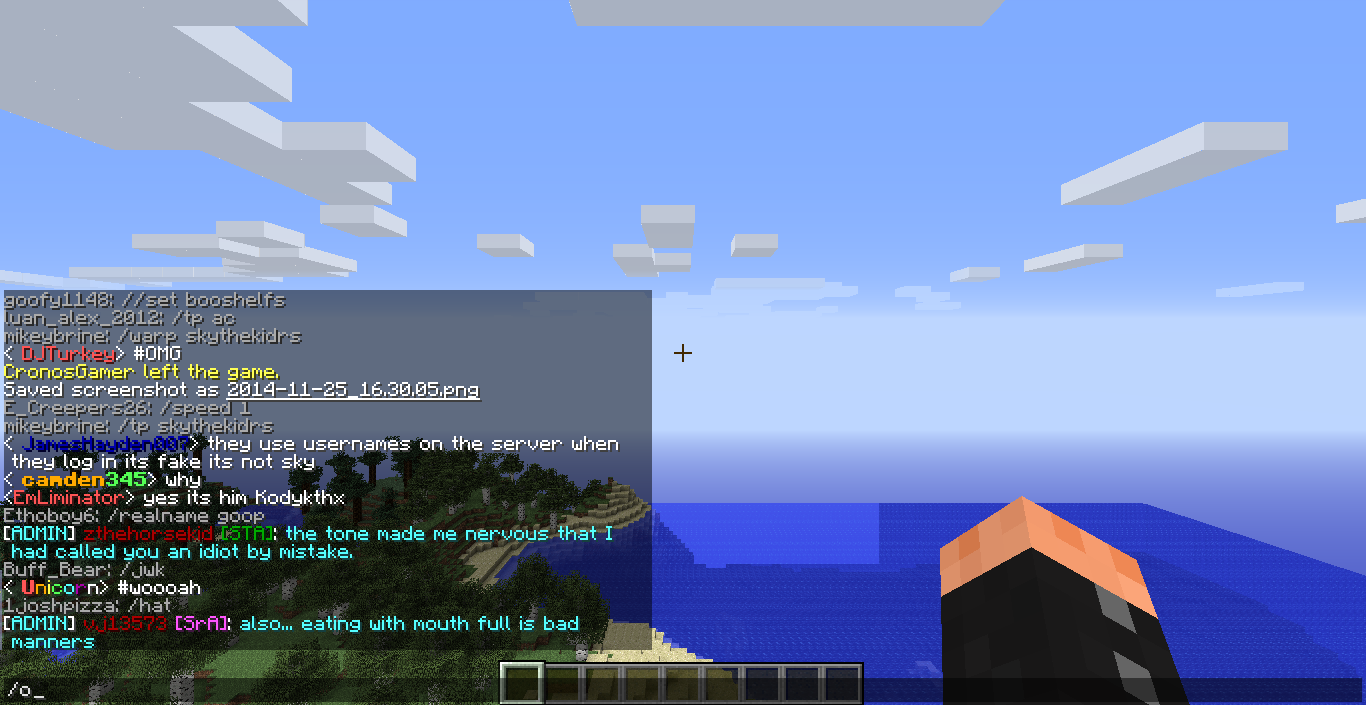 goofy1148: //set booshelfs
luan_alex_2012: /tp ac
mikeybrine: /warp skythekidrs
< DJTurkey> #OMG
CronosGamer left the game.
Saved screenshot as 2014-11-25_16.30.05.png
E_Creepers26: /speed 1
mikeybrine: /tp skythekidrs
< JamesHayden007> they use usernames on the server when
they log in its fake its not sky
< camden345> why
<EmLiminator> yes its him Kodykthx
Ethoboy6: /realname goop
[ADMIN] zthehorsekid [STA]: the tone made me nervous that I
had called you an idiot by mistake.
Buff_Bear: /jwk
< Unicorn> #woooah
1joshpizza: /hat
[ADMIN] vj13573 [SrA]: also... eating with mouth full is bad
manners
/o_